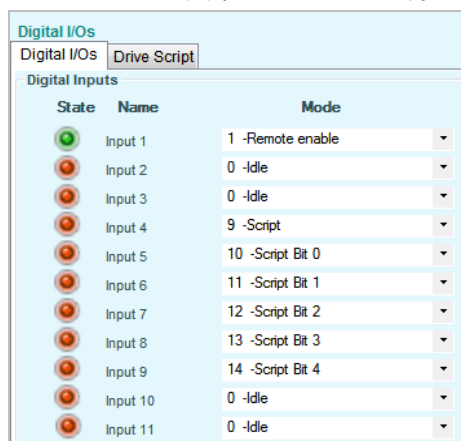 Digital I/Os
Digital I/Os Drive Script
Digital Inputs
State Name Mode
Input 1 1 -Remote enable
Input 2 0 -Idle
Input 3 0 -Idle
Input 4 9 -Script
Input 5 10 -Script Bit 0
Input 6 11 -Script Bit 1
Input 7 12 -Script Bit 2
Input 8 13 -Script Bit 3
Input 9 14 -Script Bit 4
Input 10 0 -Idle
Input 11 0 -Idle